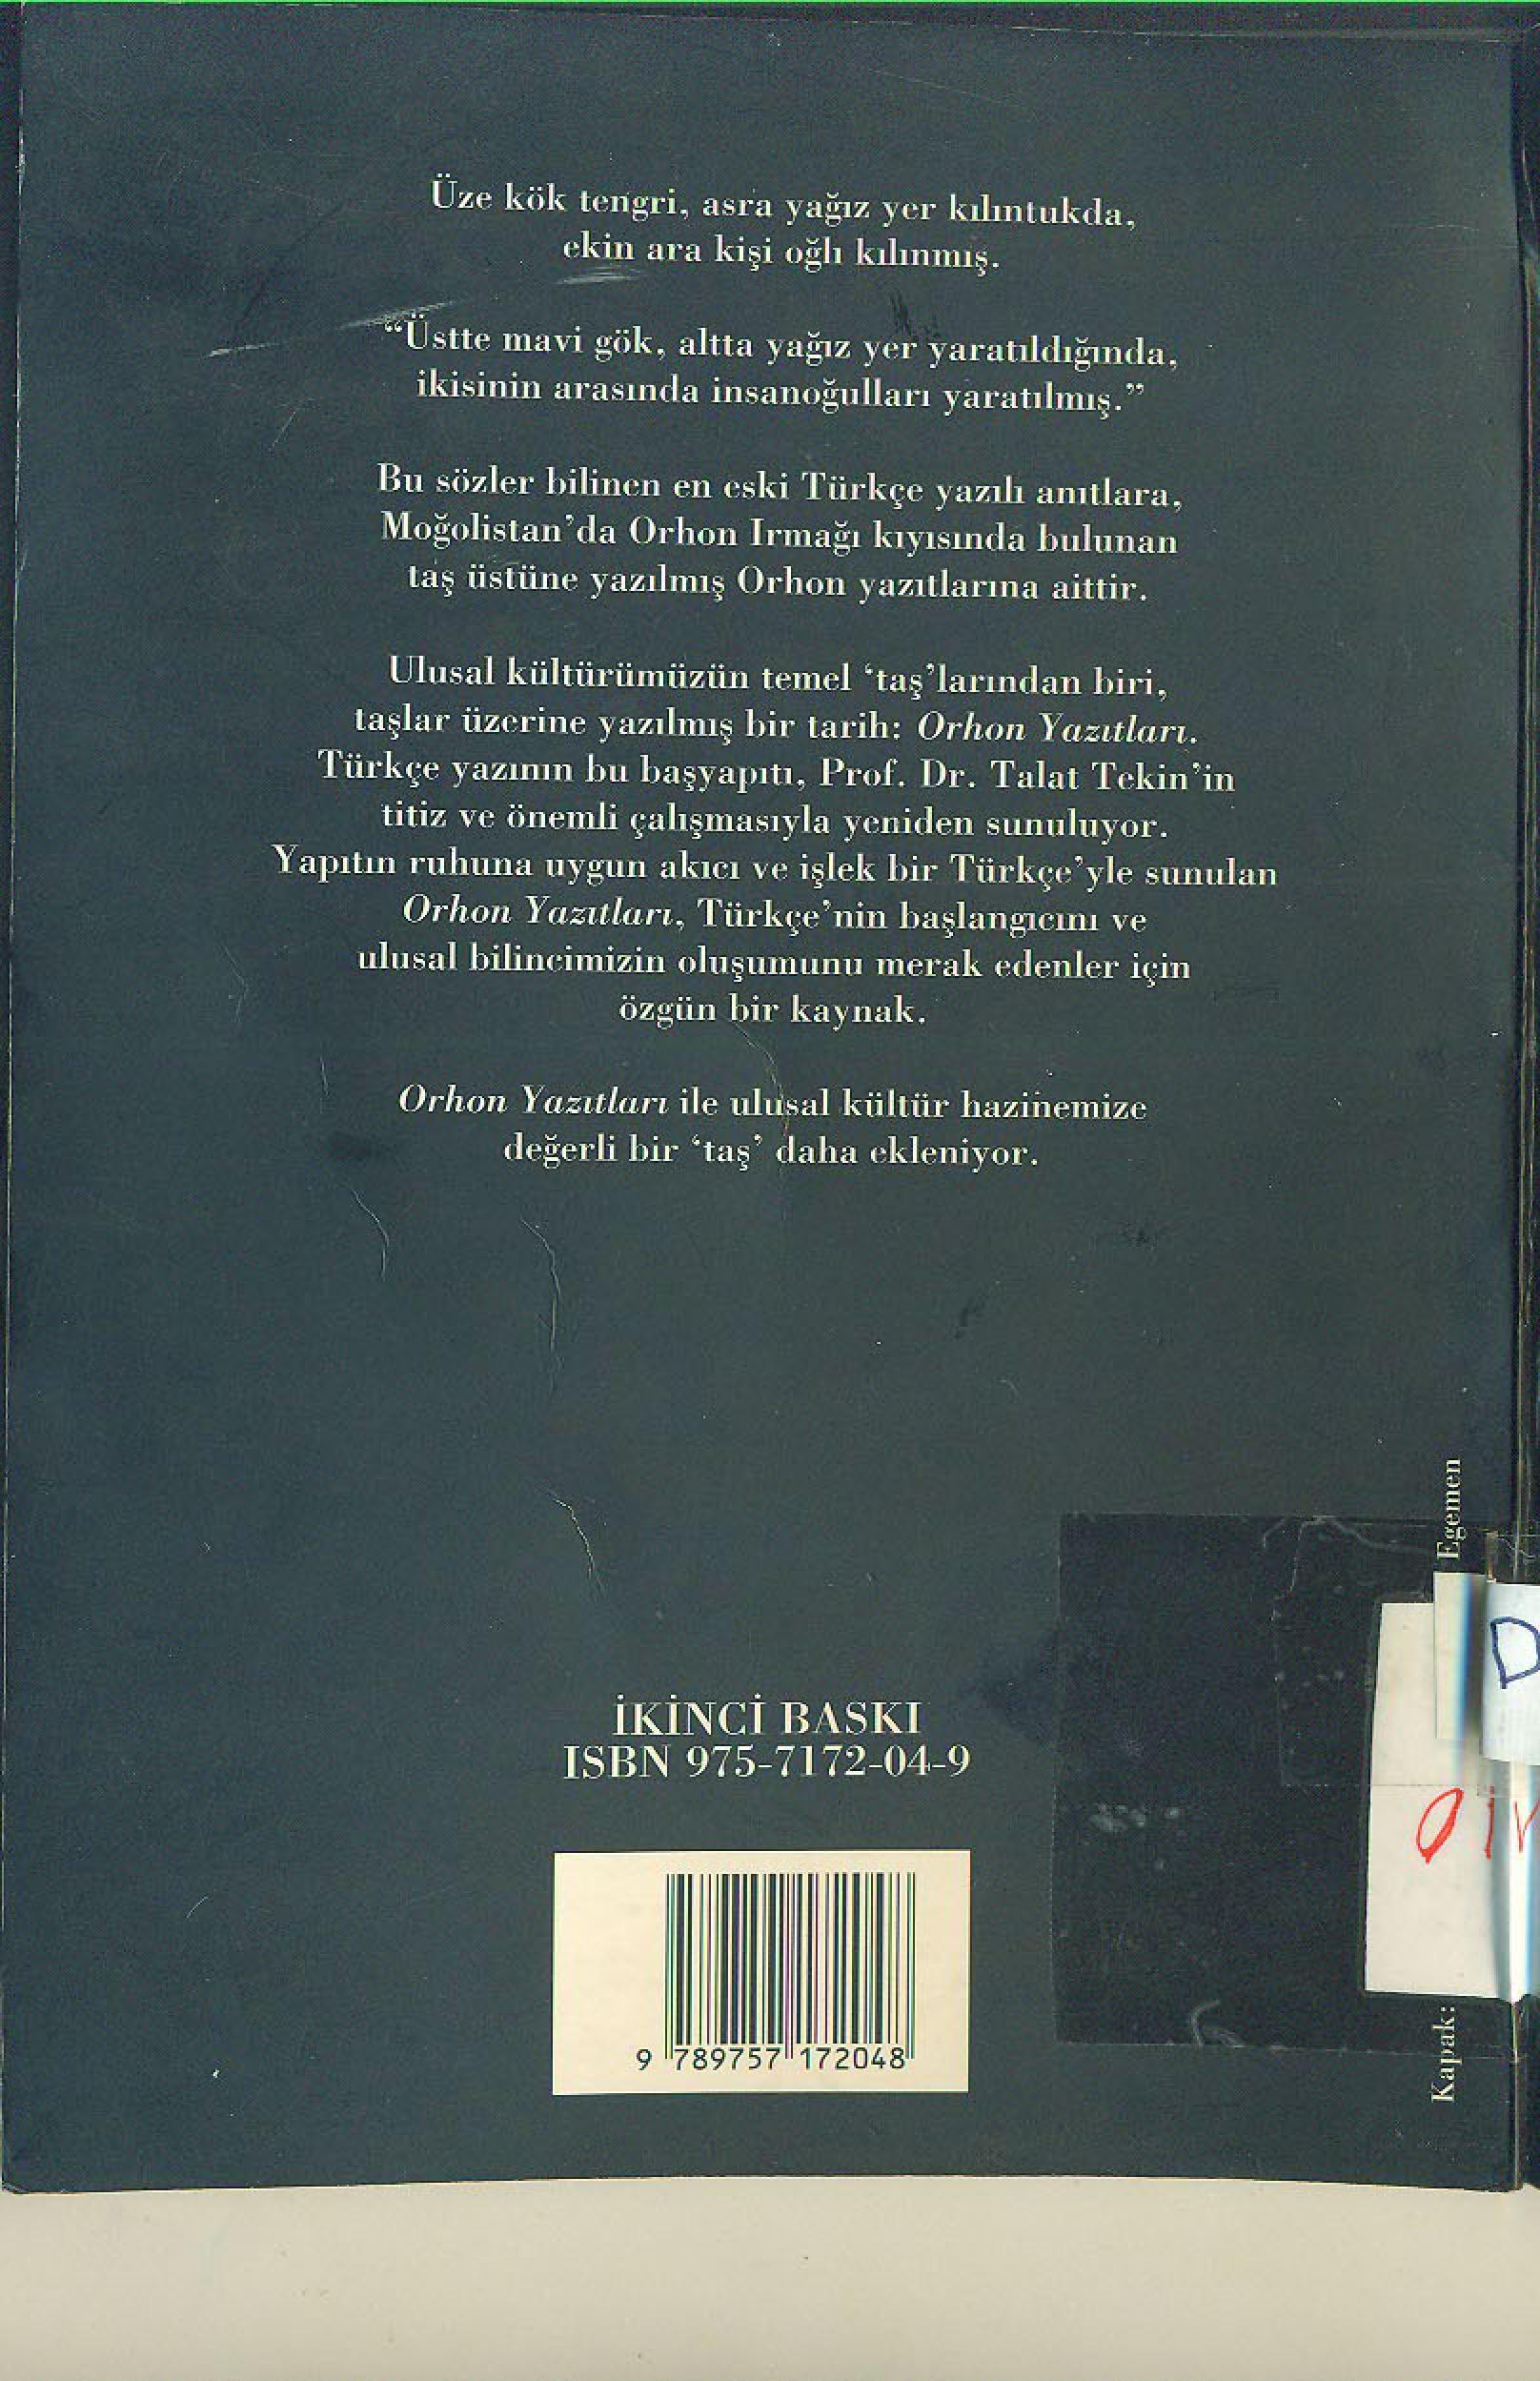 Üze kök tengri, asra yağız yer kılıntukda,
ekin ara kişi oğlı kılınmış.
“Üstte mavi gök, altta yağız yer yaratıldığında,
ikisinin arasında insanoğulları yaratılmış.”
Bu sözler bilinen en eski Türkçe yazılı anıtlara,
Moğolistan’da Orhon Irmağı kıyısında bulunan
taş üstüne yazılmış Orhon yazıtlarına aittir.
Ulusal kültürümüzün temel ‘taş’larından biri,
taşlar üzerine yazılmış bir tarih: Orhon Yazıtları.
Türkçe yazının bu başyapıtı, Prof. Dr. Talat Tekin’in
titiz ve önemli çalışmasıyla yeniden sunuluyor.
Yapıtın ruhuna uygun akıcı ve işlek bir Türkçe’yle sunulan
Orhon Yazıtları, Türkçe’nin başlangıcını ve
ulusal bilincimizin oluşumunu merak edenler için
özgün bir kaynak.
Orhon Yazıtları ile ulusal kültür hazinemize
değerli bir ‘taş’ daha ekleniyor.
Kapak:
Egemen
D
İKİNCİ BASKI
ISBN 975-7172-04-9
9 789757 172048